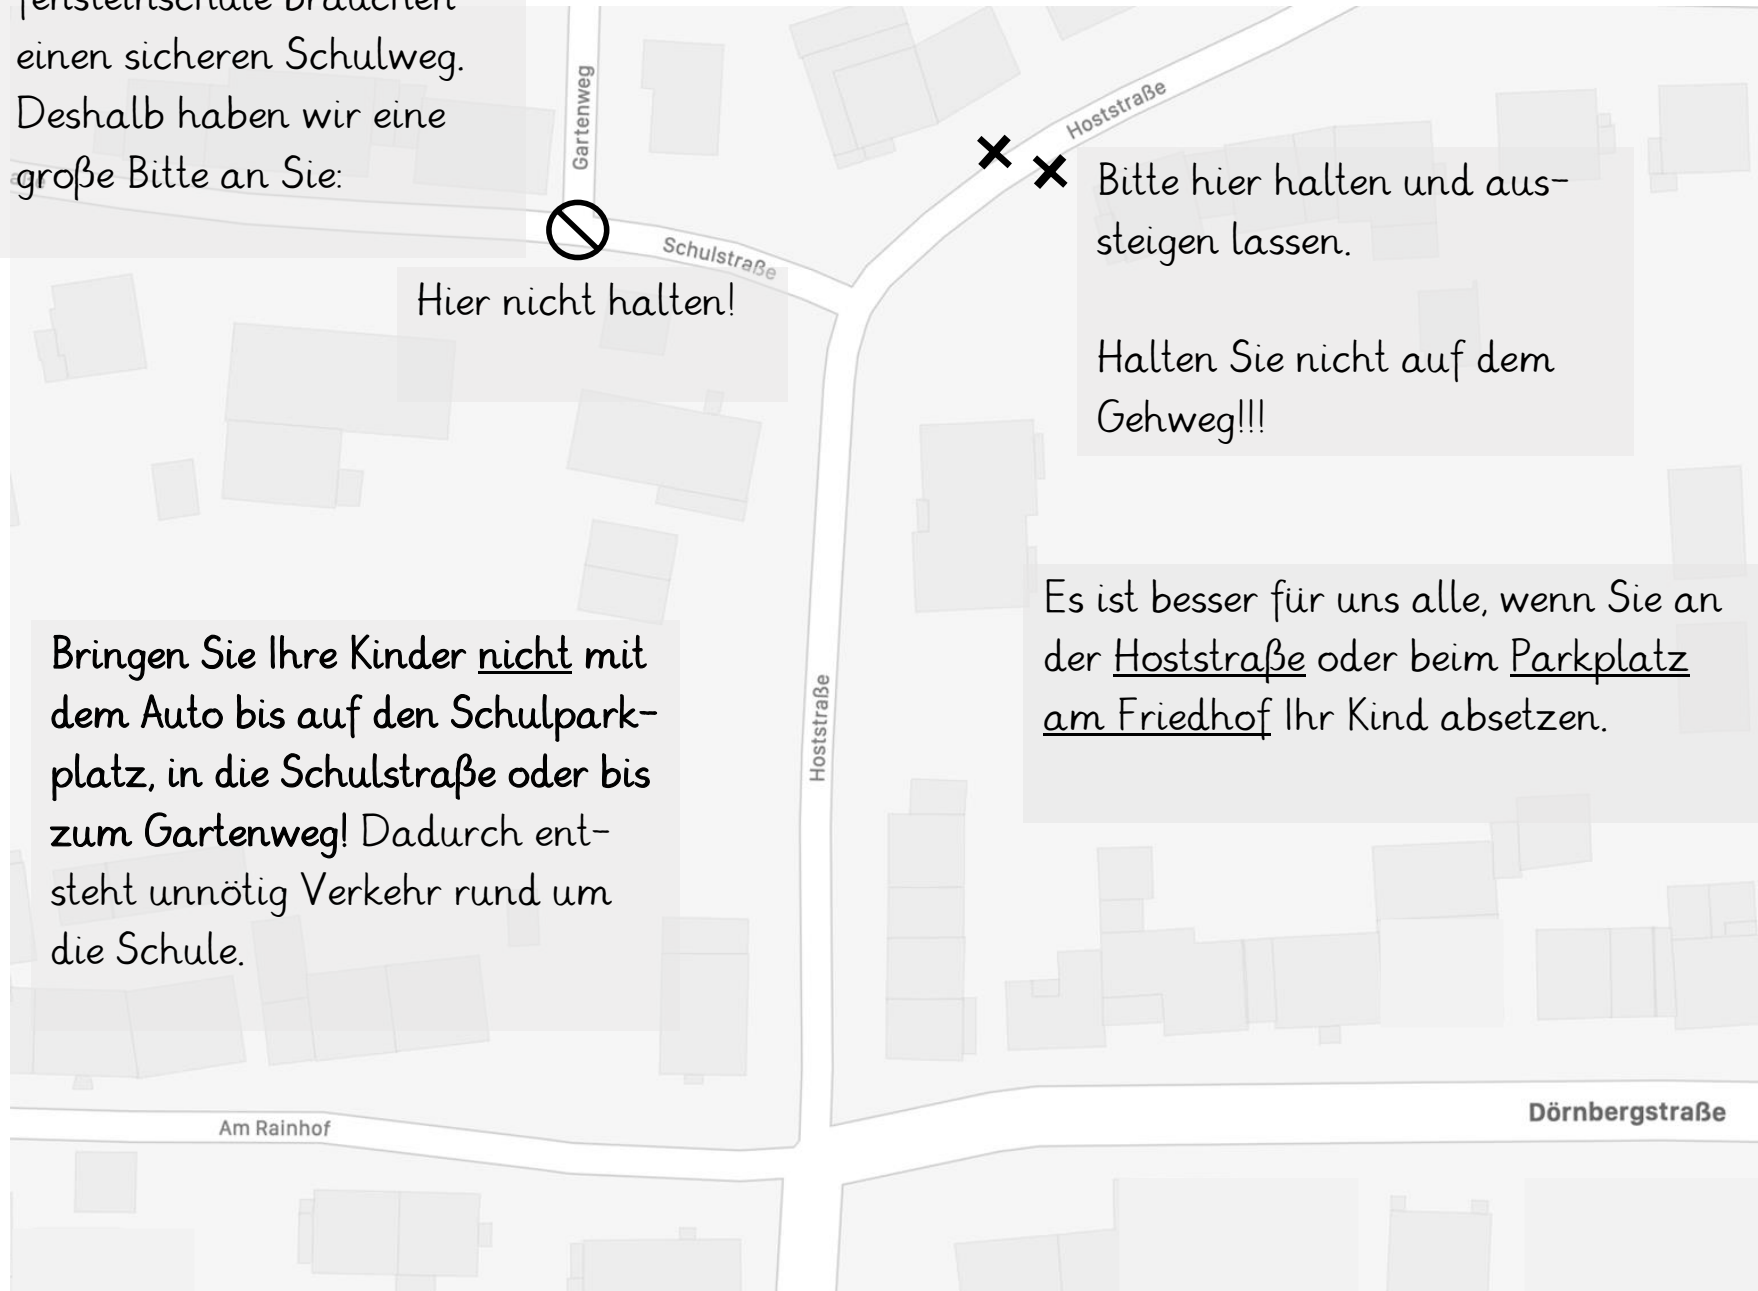 einen sicheren Schulweg.
Deshalb haben wir eine
große Bitte an Sie:
Gartenweg
Hoststraße
Schulstraße
Hier nicht halten!
Bitte hier halten und aus-
steigen lassen.
Halten Sie nicht auf dem
Gehweg!!!
Bringen Sie Ihre Kinder nicht mit
dem Auto bis auf den Schulpark-
platz, in die Schulstraße oder bis
zum Gartenweg! Dadurch ent-
steht unnötig Verkehr rund um
die Schule.
Hoststraße
Es ist besser für uns alle, wenn Sie an
der Hoststraße oder beim Parkplatz
am Friedhof Ihr Kind absetzen.
Am Rainhof
Dörnbergstraße